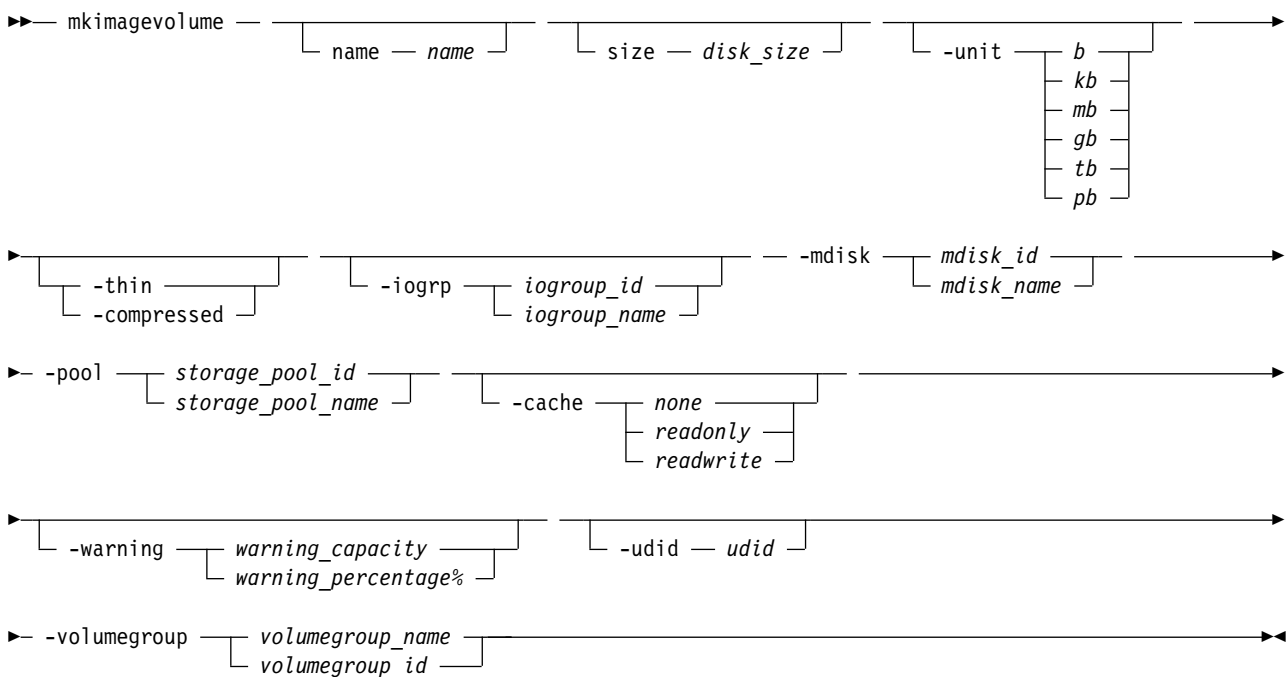 mkimagevolume
name name
size disk_size
-unit b
kb
mb
gb
tb
pb
-thin
-compressed
-iogrp iogroup_id
iogroup_name
-mdisk mdisk_id
mdisk_name
-pool storage_pool_id
storage_pool_name
-cache none
readonly
readwrite
-warning warning_capacity
warning_percentage%
-udid udid
-volumegroup volumegroup_name
volumegroup id